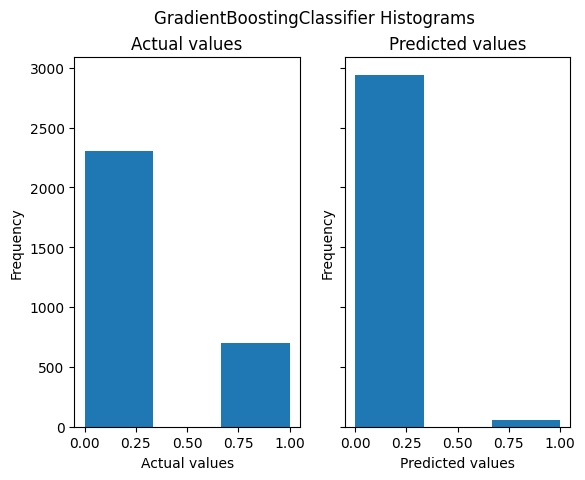 GradientBoostingClassifier Histograms
Actual values
Predicted values
3000
2500
2000
1500
1000
500
0
Frequency
Frequency
0.00 0.25 0.50 0.75 1.00
0.00 0.25 0.50 0.75 1.00
Actual values
Predicted values